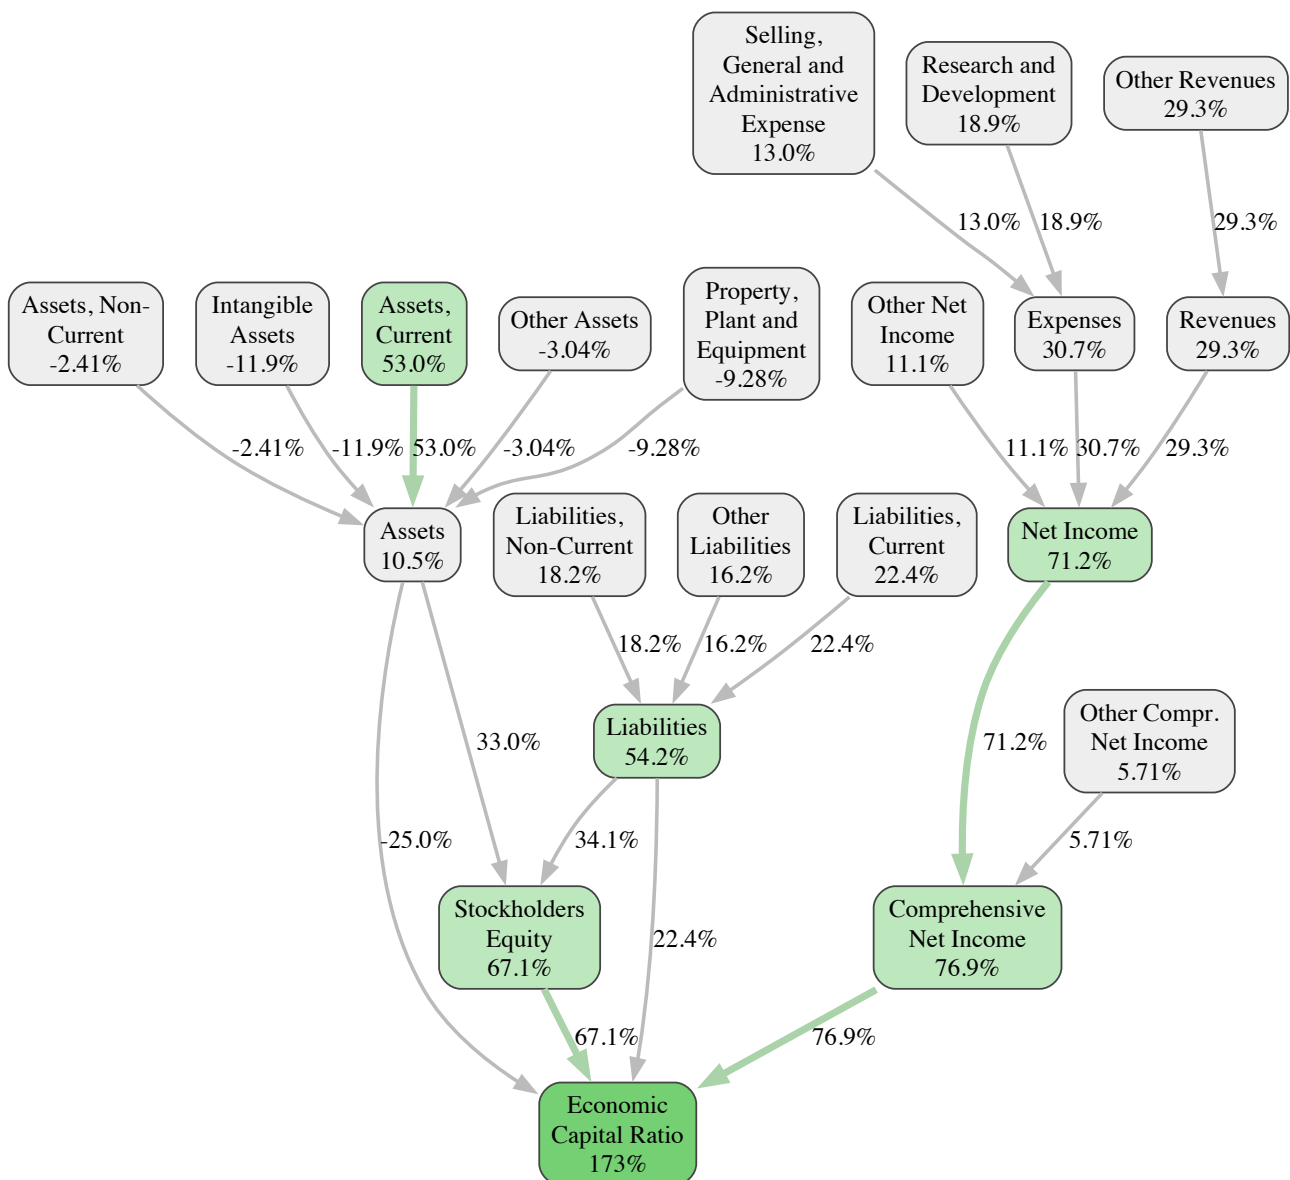 Selling,
General and
Administrative
Expense
13.0%
Research and
Development
18.9%
Other Revenues
29.3%
13.0%
18.9%
29.3%
Assets, Non-
Current
-2.41%
Intangible
Assets
-11.9%
Assets,
Current
53.0%
Other Assets
-3.04%
Property,
Plant and
Equipment
-9.28%
Other Net
Income
11.1%
Expenses
30.7%
Revenues
29.3%
-2.41%
-11.9%
53.0%
-3.04%
-9.28%
11.1%
30.7%
29.3%
Assets
10.5%
Liabilities,
Non-Current
18.2%
Other
Liabilities
16.2%
Liabilities,
Current
22.4%
Net Income
71.2%
18.2%
16.2%
22.4%
Liabilities
54.2%
Other Compr.
Net Income
5.71%
33.0%
71.2%
-25.0%
34.1%
5.71%
Stockholders
Equity
67.1%
22.4%
Comprehensive
Net Income
76.9%
67.1%
76.9%
Economic
Capital Ratio
173%